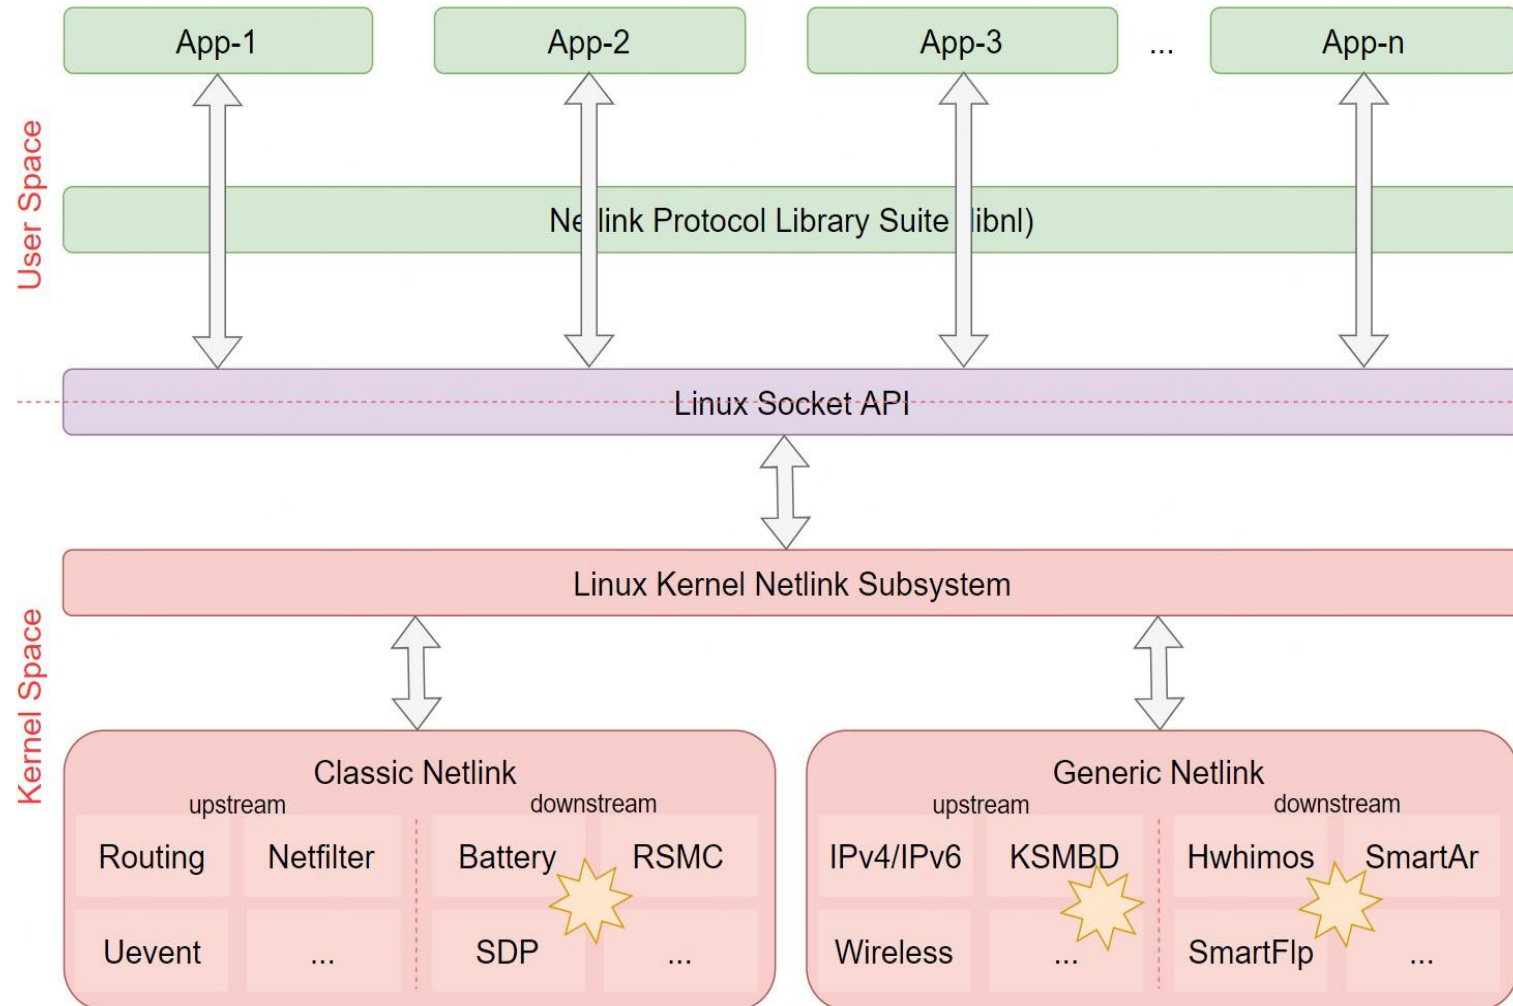 App-1
App-2
App-3
...
App-n
User Space
Netlink Protocol Library Suite (libnl)
Linux Socket API
Linux Kernel Netlink Subsystem
Kernel Space
Classic Netlink
upstream
downstream
Routing
Netfilter
Battery
RSMC
Uevent
...
SDP
...
Generic Netlink
upstream
downstream
IPv4/IPv6
KSMBD
Hwhimos
SmartAr
Wireless
...
SmartFlp
...